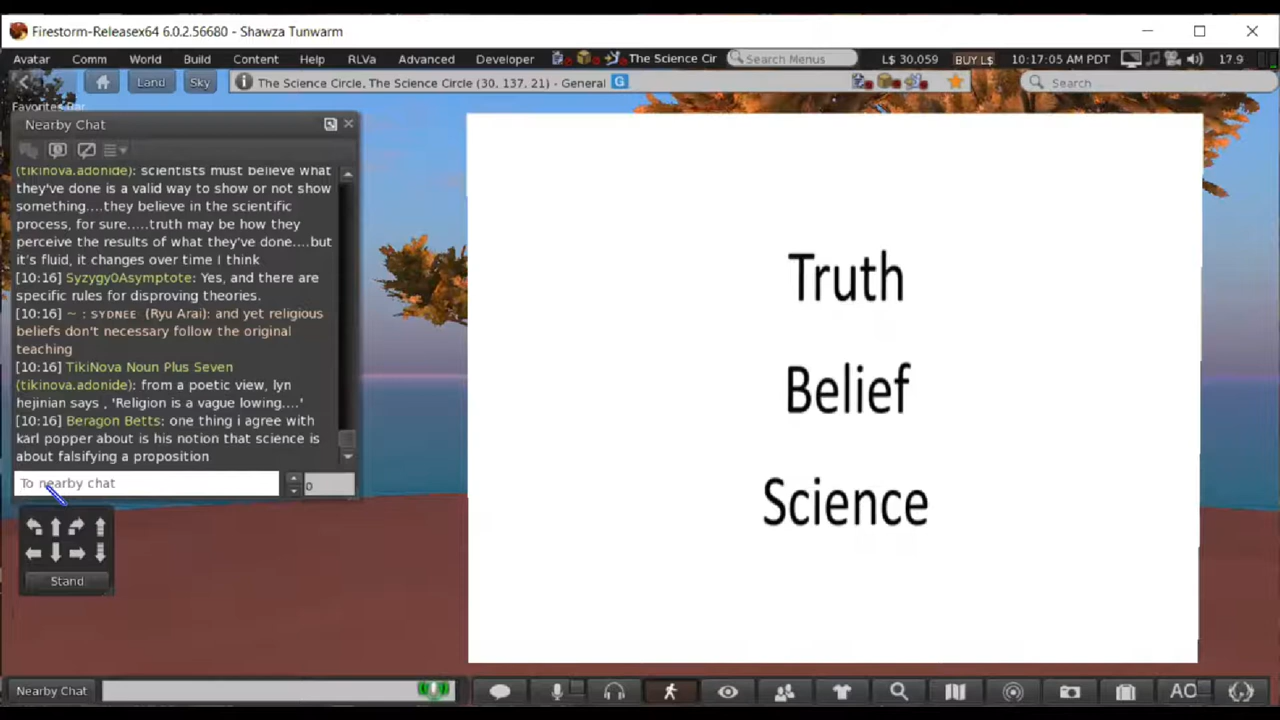 Firestorm-Releasex64 6.0.2.56680 - Shawza Tunwarm
Avatar Comm World Build Content Help RLVa Advanced Developer The Science Cir Search Menus L$ 30,059 BUY L$ 10:17:05 AM PDT 17.9
Land Sky The Science Circle, The Science Circle (30, 137, 21) - General G Search
Favorites Bar
Nearby Chat
(tikinova.adonide): scientists must believe what
they've done is a valid way to show or not show
something....they believe in the scientific
process, for sure.....truth may be how they
perceive the results of what they've done....but
it's fluid, it changes over time I think
[10:16] Syzygy0Asymptote: Yes, and there are
specific rules for disproving theories.
[10:16] ~ : SYDNEE (Ryu Arai): and yet religious
beliefs don't necessary follow the original
teaching
[10:16] TikiNova Noun Plus Seven
(tikinova.adonide): from a poetic view, lyn
hejinian says , 'Religion is a vague lowing....'
[10:16] Beragon Betts: one thing i agree with
karl popper about is his notion that science is
about falsifying a proposition
To nearby chat
0
Stand
Truth
Belief
Science
Nearby Chat
AO